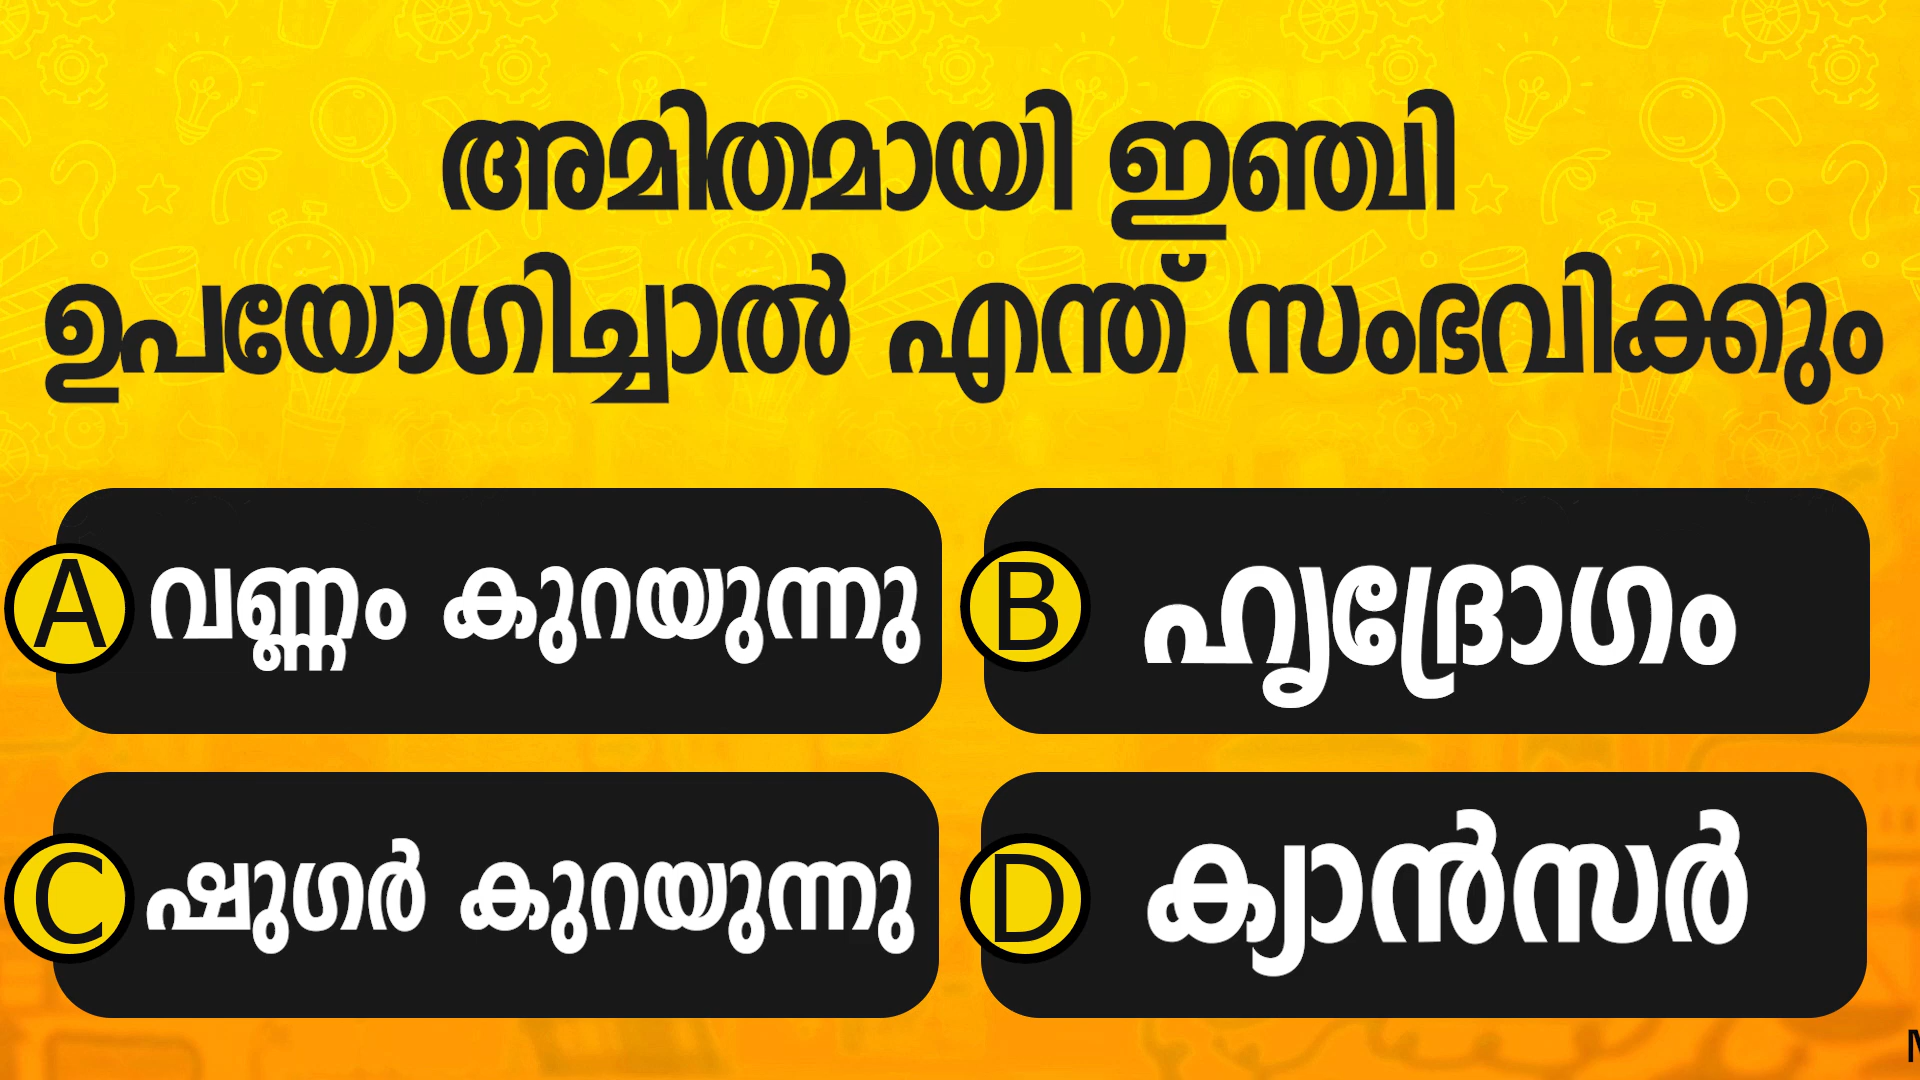 അമിതമായി ഇഞ്ചി
ഉപയോഗിച്ചാൽ എന്ത് സംഭവിക്കും
A വണ്ണം കുറയുന്നു
B ഹൃദ്രോഗം
C ഷുഗർ കുറയുന്നു
D ക്യാൻസർ